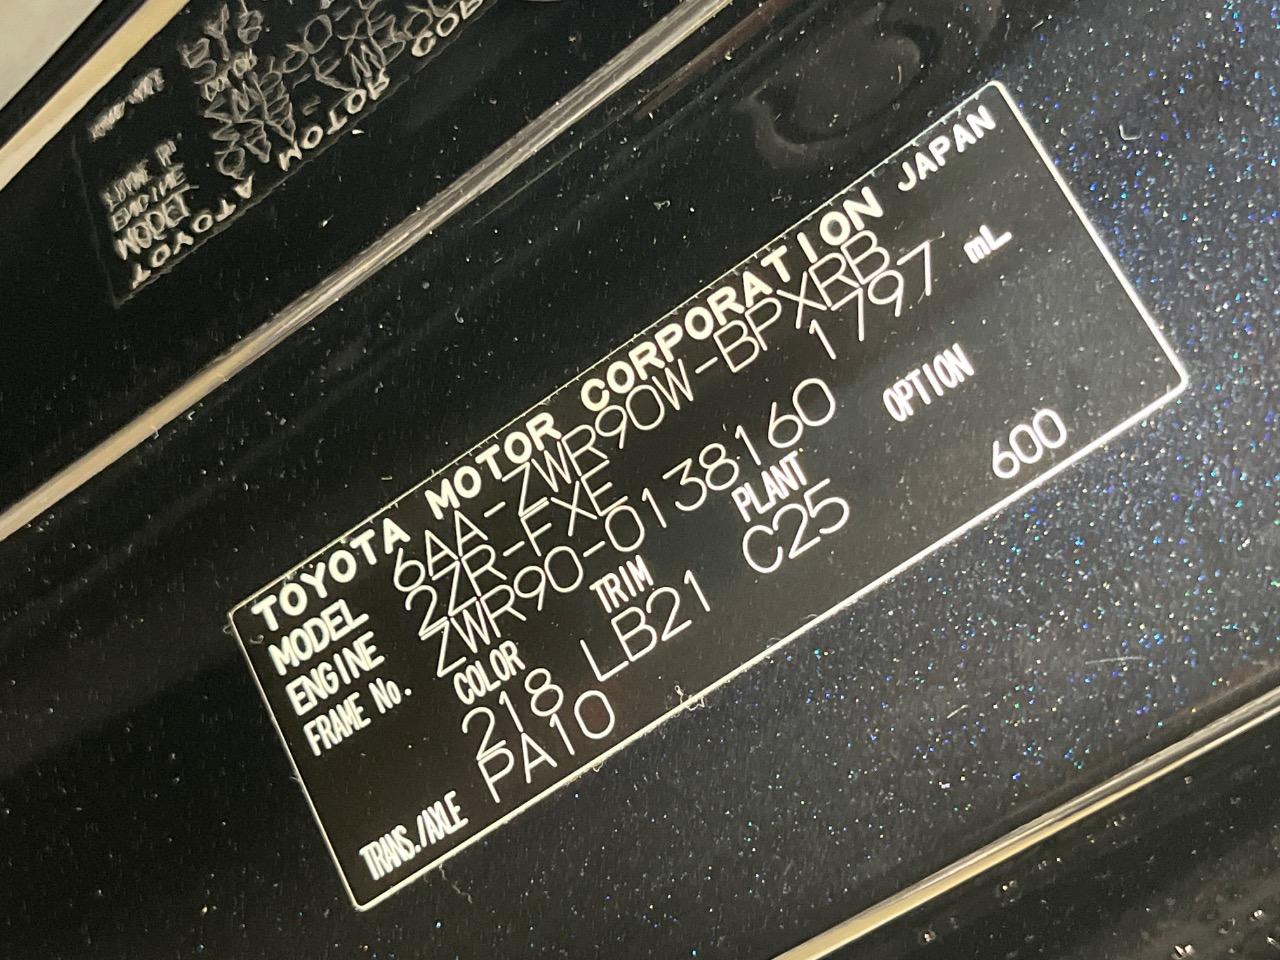 TOYOTA MOTOR CORPORATION JAPAN
MODEL 6AA-ZWR90W-BPXRB
ENGINE 2ZR-FXE 1797 mL
FRAME No. ZWR90-0138160
COLOR TRIM PLANT OPTION
218 LB21 C25 600
TRANS./AXLE PA10